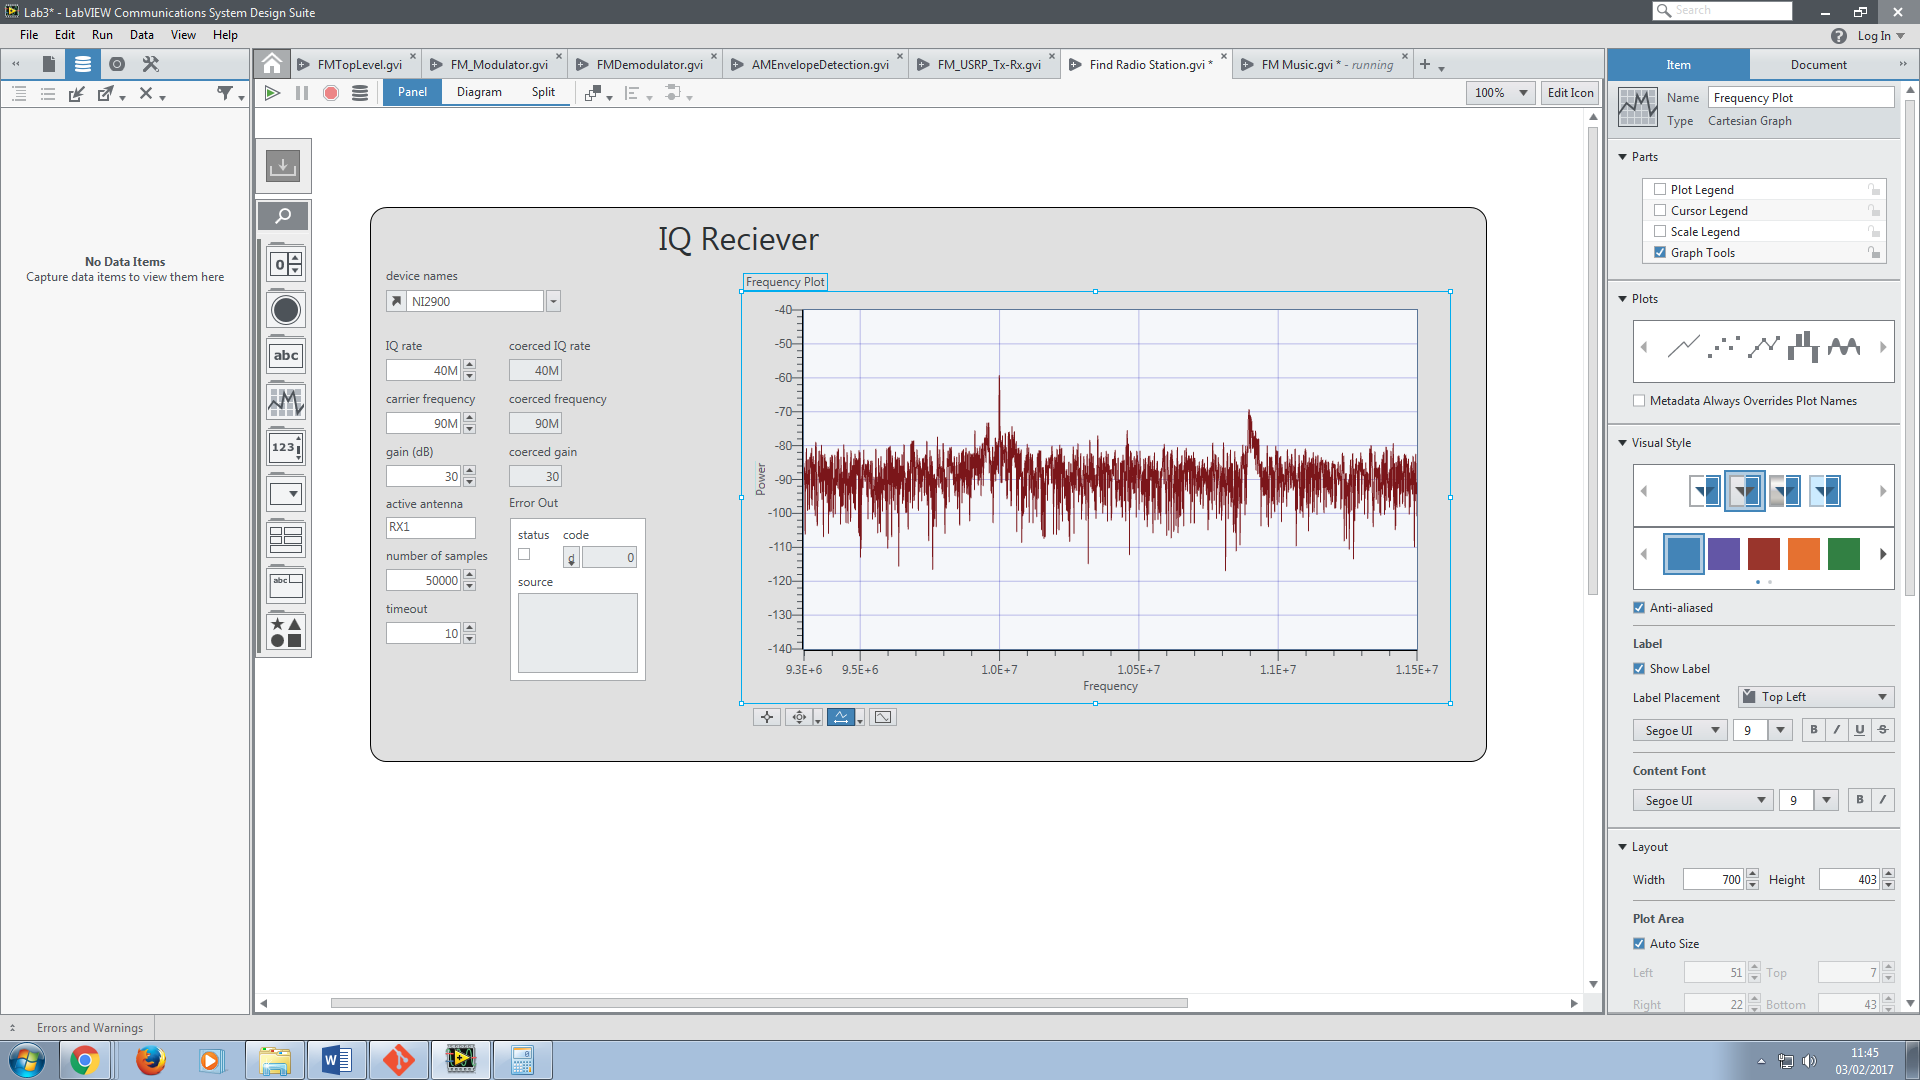 Lab3* - LabVIEW Communications System Design Suite
Search
File Edit Run Data View Help
Log In
FMTopLevel.gvi
FM_Modulator.gvi
FMDemodulator.gvi
AMEnvelopeDetection.gvi
FM_USRP_Tx-Rx.gvi
Find Radio Station.gvi *
FM Music.gvi * - running
Item
Document
Panel
Diagram
Split
100%
Edit Icon
No Data Items
Capture data items to view them here
abc
123
abc
IQ Reciever
device names
NI2900
IQ rate
40M
coerced IQ rate
40M
carrier frequency
90M
coerced frequency
90M
gain (dB)
30
coerced gain
30
active antenna
RX1
Error Out
status
code
d
0
source
number of samples
50000
timeout
10
Frequency Plot
-40
-50
-60
-70
-80
-90
-100
-110
-120
-130
-140
Power
9.3E+6
9.5E+6
1.0E+7
1.05E+7
1.1E+7
1.15E+7
Frequency
Name
Frequency Plot
Type
Cartesian Graph
Parts
Plot Legend
Cursor Legend
Scale Legend
Graph Tools
Plots
Metadata Always Overrides Plot Names
Visual Style
Anti-aliased
Label
Show Label
Label Placement
Top Left
Segoe UI
9
B I U S
Content Font
Segoe UI
9
B I
Layout
Width
700
Height
403
Plot Area
Auto Size
Left
51
Top
7
Right
22
Bottom
43
Errors and Warnings
11:45
03/02/2017